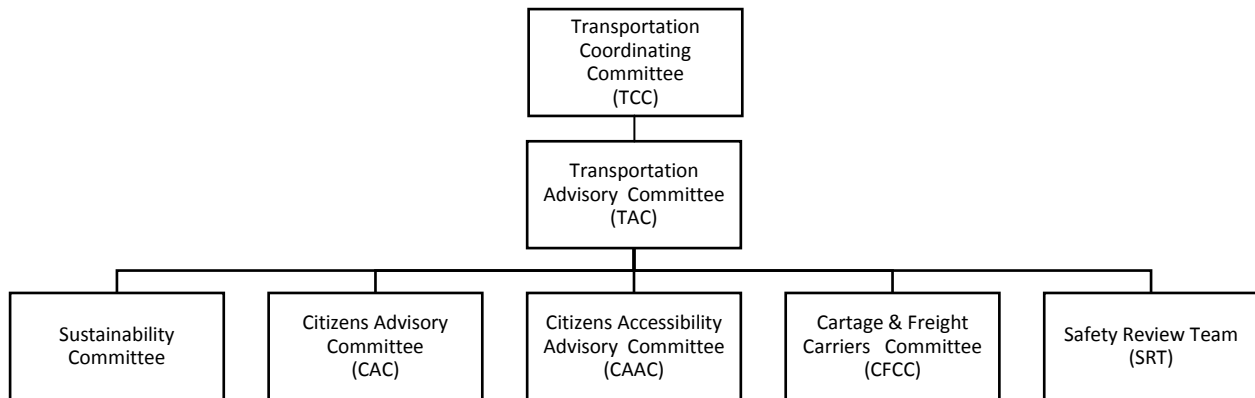 Transportation
Coordinating
Committee
(TCC)
Transportation
Advisory Committee
(TAC)
Sustainability
Committee
Citizens Advisory
Committee
(CAC)
Citizens Accessibility
Advisory Committee
(CAAC)
Cartage & Freight
Carriers Committee
(CFCC)
Safety Review Team
(SRT)